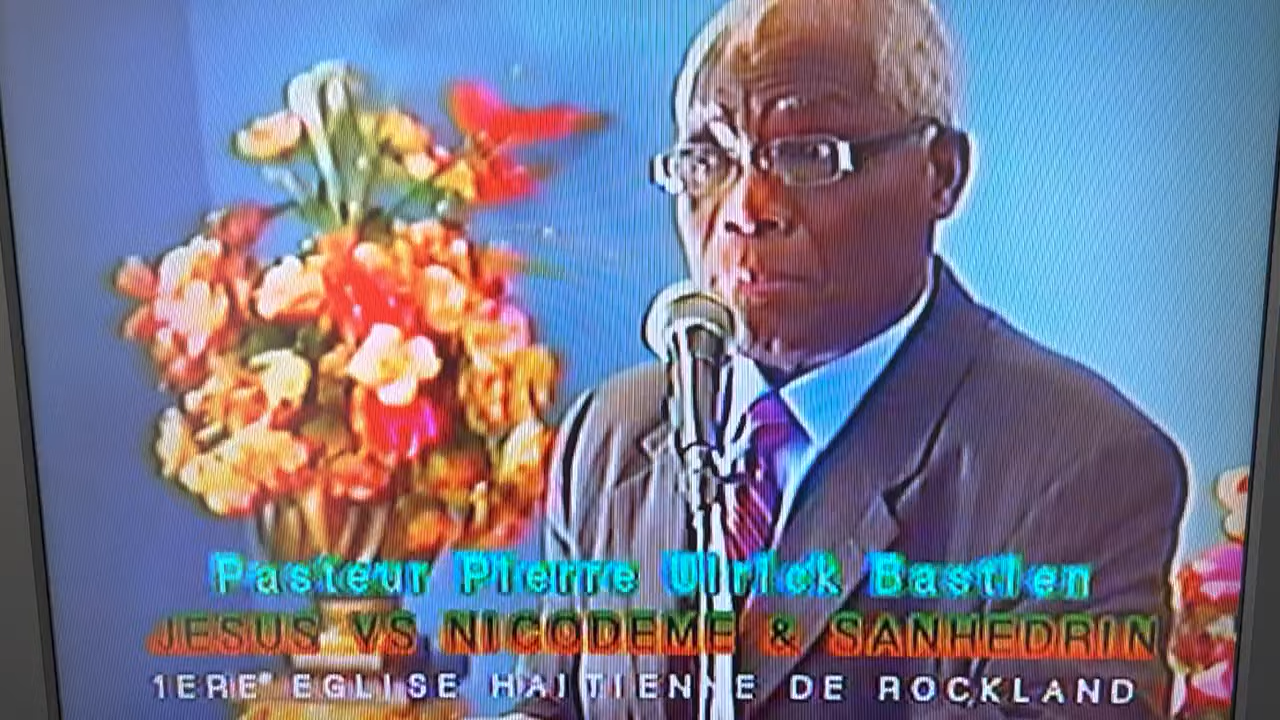 Pasteur Pierre Ulrick Bastien
JESUS VS NICODEME & SANHEDRIN
1ERE EGLISE HAITIENNE DE ROCKLAND